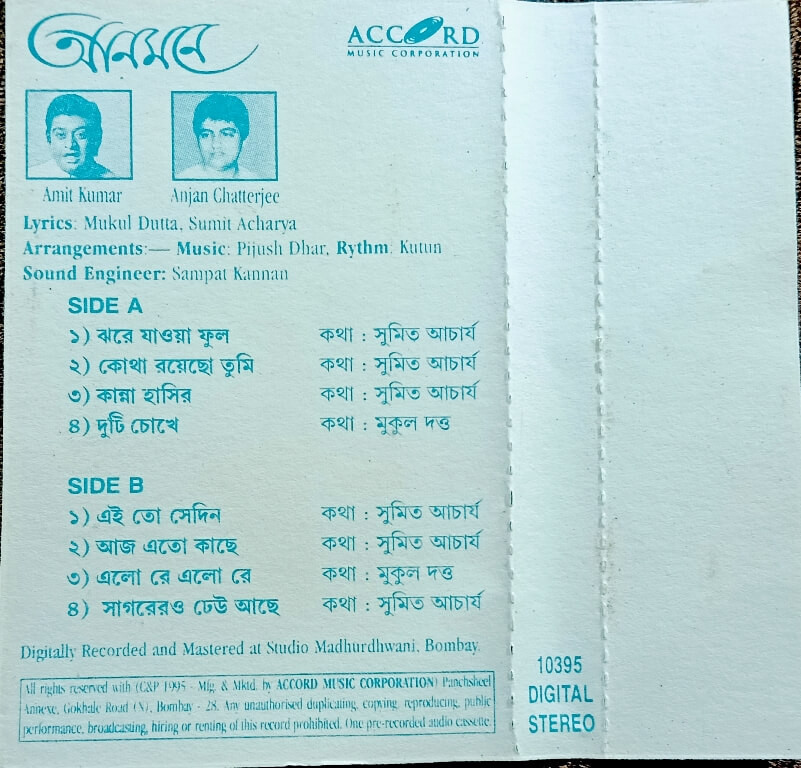 আনমনে
ACCORD
MUSIC CORPORATION
Amit Kumar
Anjan Chatterjee
Lyrics: Mukul Dutta, Sumit Acharya
Arrangements:— Music: Pijush Dhar, Rythm: Kutun
Sound Engineer: Sampat Kannan
SIDE A
১) ঝরে যাওয়া ফুল কথা : সুমিত আচার্য
২) কোথা রয়েছো তুমি কথা : সুমিত আচার্য
৩) কান্না হাসির কথা : সুমিত আচার্য
৪) দুটি চোখে কথা : মুকুল দত্ত
SIDE B
১) এই তো সেদিন কথা : সুমিত আচার্য
২) আজ এতো কাছে কথা : সুমিত আচার্য
৩) এলো রে এলো রে কথা : মুকুল দত্ত
৪) সাগরেরও ঢেউ আছে কথা : সুমিত আচার্য
Digitally Recorded and Mastered at Studio Madhurdhwani, Bombay.
All rights reserved with (C&P 1995 - Mfg. & Mktd. by ACCORD MUSIC CORPORATION) Panchsheel
Annexe, Gokhale Road (N), Bombay - 28. Any unauthorised duplicating, copying, reproducing, public
performance, broadcasting, hiring or renting of this record prohibited. One pre-recorded audio cassette.
10395
DIGITAL
STEREO